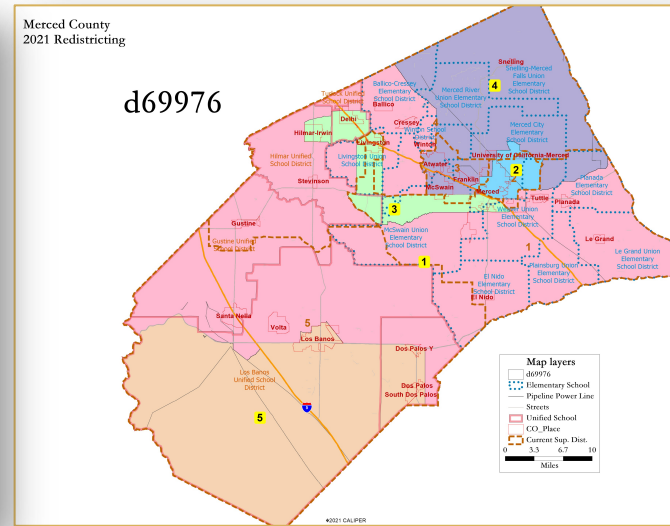 Merced County
2021 Redistricting
d69976
Snelling
Snelling-Merced
Falls Union
Elementary
School District
4
Ballico-Cressey
Elementary
School District
Ballico
Merced River
Union Elementary
School District
School District
Delhi
Hilmar-Irwin
Cressey
School District
Winton
Merced City
Elementary
School District
Livingston
Hilmar Unified
School District
Livingston Union
School District
University of California-Merced
Atwater
2
Franklin
McSwain
Merced
Stevinson
Planada
Elementary
School District
Tuttle
Planada
3
Union
Elementary
School District
Gustine
McSwain Union
Elementary
School District
Gustine Unified
School District
1
Le Grand
Le Grand Union
Elementary
School District
1
Plainsburg Union
Elementary
School District
El Nido
Elementary
School District
El Nido
Santa Nella
Volta
5
Los Banos
Dos Palos Y
Los Banos
Unified School
District
Dos Palos
South Dos Palos
5
Map layers
d69976
Elementary School
Pipeline Power Line
Streets
Unified School
CO_Place
Current Sup. Dist.
0 3.3 6.7 10
Miles
©2021 CALIPER